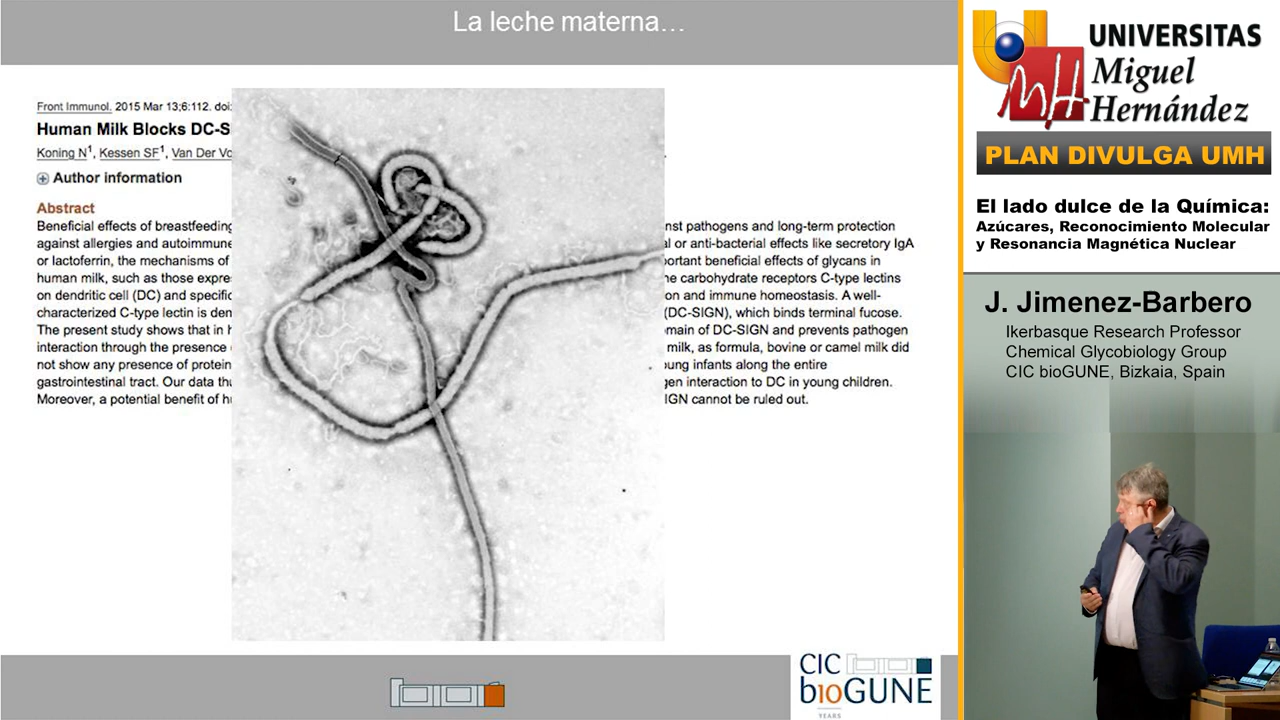 La leche materna…
Front Immunol. 2015 Mar 13;6:112. doi:
Human Milk Blocks DC-S
Koning N1, Kessen SF1, Van Der Vo
Author information
Abstract
Beneficial effects of breastfeeding nst pathogens and long-term protection
against allergies and autoimmune al or anti-bacterial effects like secretory IgA
or lactoferrin, the mechanisms of ortant beneficial effects of glycans in
human milk, such as those expre ne carbohydrate receptors C-type lectins
on dendritic cell (DC) and specific on and immune homeostasis. A well-
characterized C-type lectin is den (DC-SIGN), which binds terminal fucose.
The present study shows that in h main of DC-SIGN and prevents pathogen
interaction through the presence milk, as formula, bovine or camel milk did
not show any presence of protein oung infants along the entire
gastrointestinal tract. Our data thu gen interaction to DC in young children.
Moreover, a potential benefit of hu IGN cannot be ruled out.
CIC
bioGUNE
YEARS
UNIVERSITAS
Miguel
Hernández
PLAN DIVULGA UMH
El lado dulce de la Química:
Azúcares, Reconocimiento Molecular
y Resonancia Magnética Nuclear
J. Jimenez-Barbero
Ikerbasque Research Professor
Chemical Glycobiology Group
CIC bioGUNE, Bizkaia, Spain